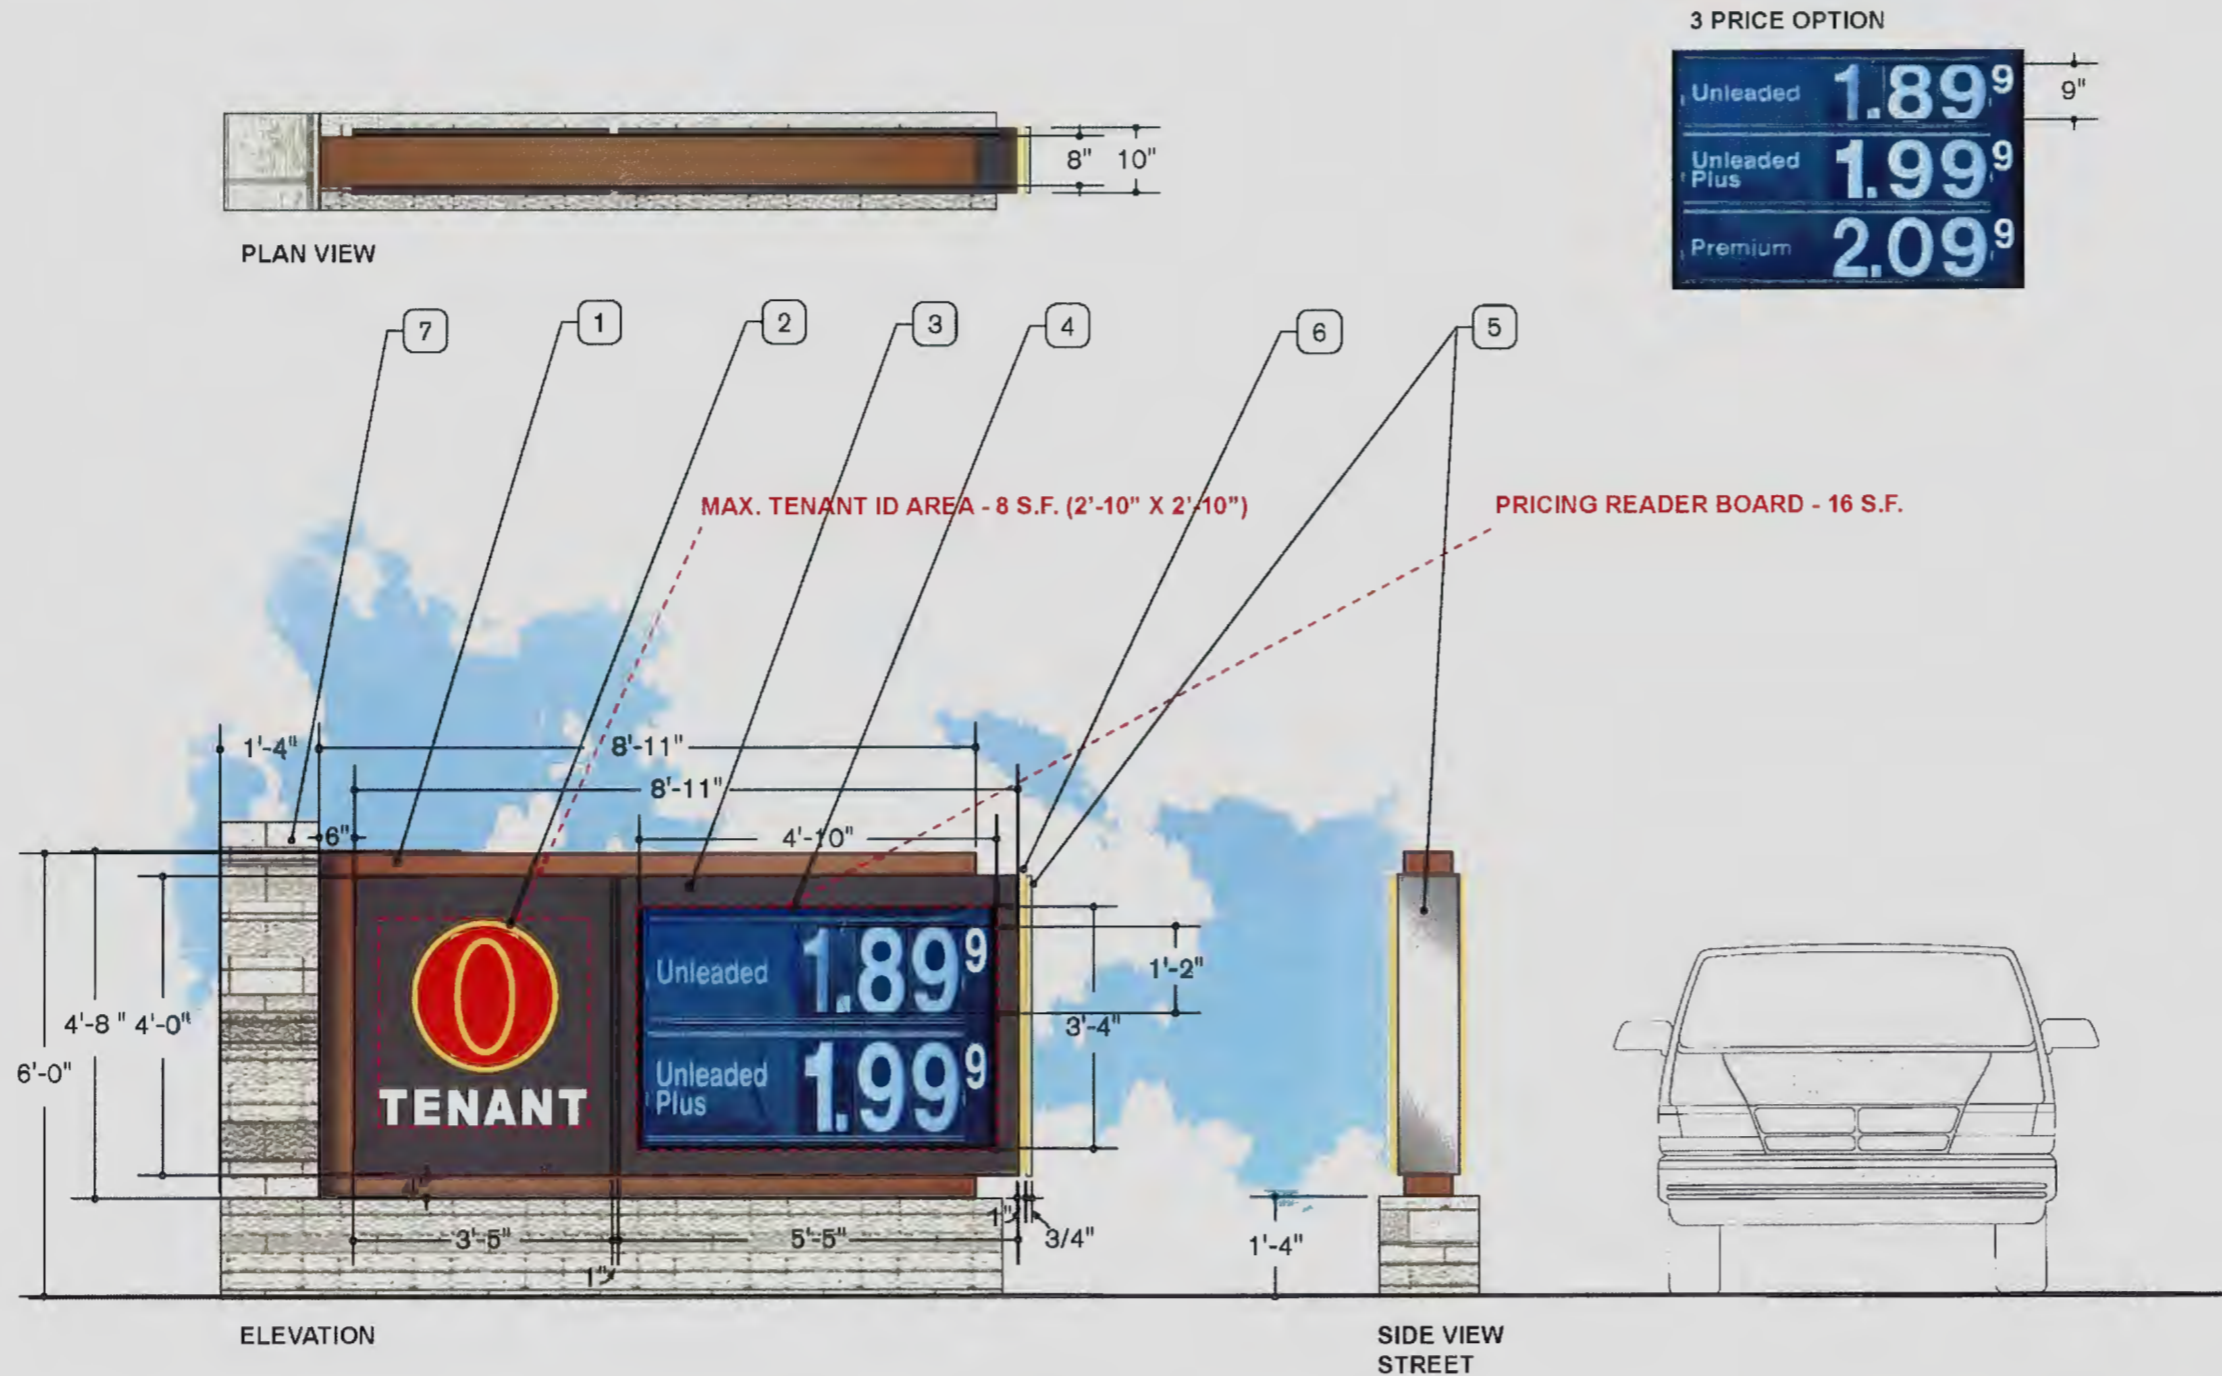 3 PRICE OPTION
Unleaded 1.89 9
Unleaded Plus 1.99 9
Premium 2.09 9
9"
8" 10"
PLAN VIEW
7 1 2 3 4 6 5
MAX. TENANT ID AREA - 8 S.F. (2'-10" X 2'-10")
PRICING READER BOARD - 16 S.F.
1'-4" 8'-11"
8'-11"
6" 4'-10"
Unleaded 1.89 9
1'-2"
6'-0" 4'-8" 4'-0" 3'-4"
Unleaded Plus 1.99 9
TENANT
4"
1"
3'-5" 5'-5" 3/4" 1'-4"
1"
ELEVATION
SIDE VIEW
STREET